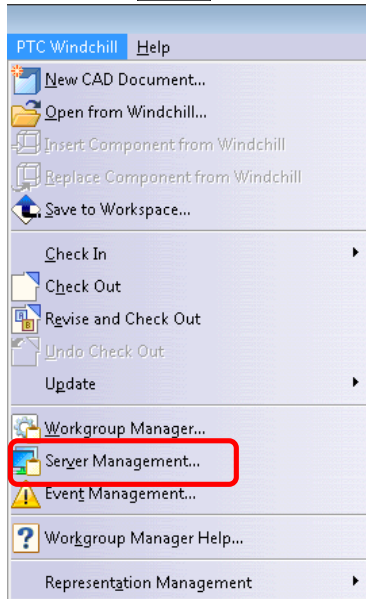 PTC Windchill Help
New CAD Document...
Open from Windchill...
Insert Component from Windchill
Replace Component from Windchill
Save to Workspace...
Check In
Check Out
Revise and Check Out
Undo Check Out
Update
Workgroup Manager...
Server Management...
Event Management...
Workgroup Manager Help...
Representation Management